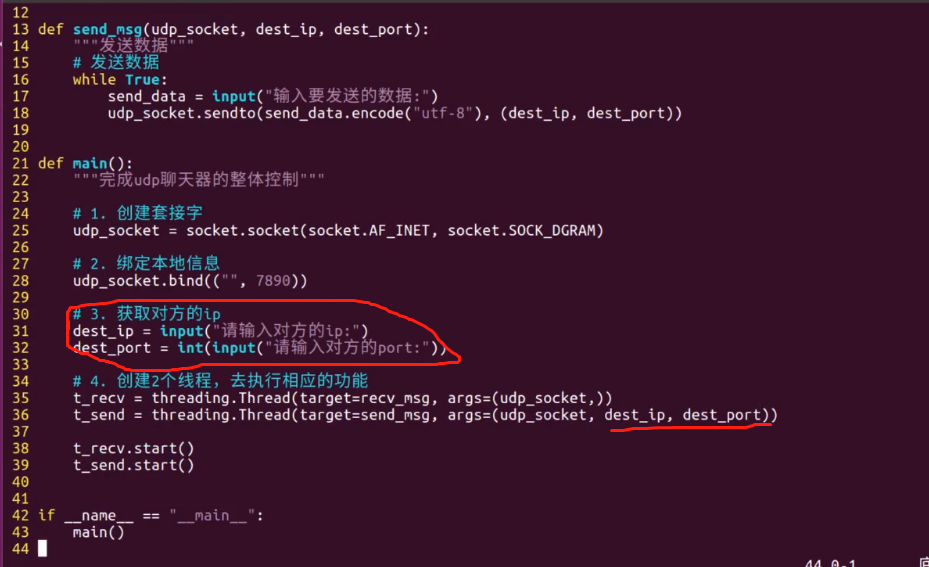 12
13 def send_msg(udp_socket, dest_ip, dest_port):
14     """发送数据"""
15     # 发送数据
16     while True:
17         send_data = input("输入要发送的数据:")
18         udp_socket.sendto(send_data.encode("utf-8"), (dest_ip, dest_port))
19
20
21 def main():
22     """完成udp聊天器的整体控制"""
23
24     # 1. 创建套接字
25     udp_socket = socket.socket(socket.AF_INET, socket.SOCK_DGRAM)
26
27     # 2. 绑定本地信息
28     udp_socket.bind(("", 7890))
29
30     # 3. 获取对方的ip
31     dest_ip = input("请输入对方的ip:")
32     dest_port = int(input("请输入对方的port:"))
33
34     # 4. 创建2个线程，去执行相应的功能
35     t_recv = threading.Thread(target=recv_msg, args=(udp_socket,))
36     t_send = threading.Thread(target=send_msg, args=(udp_socket, dest_ip, dest_port))
37
38     t_recv.start()
39     t_send.start()
40
41
42 if __name__ == "__main__":
43     main()
44
44,0-1